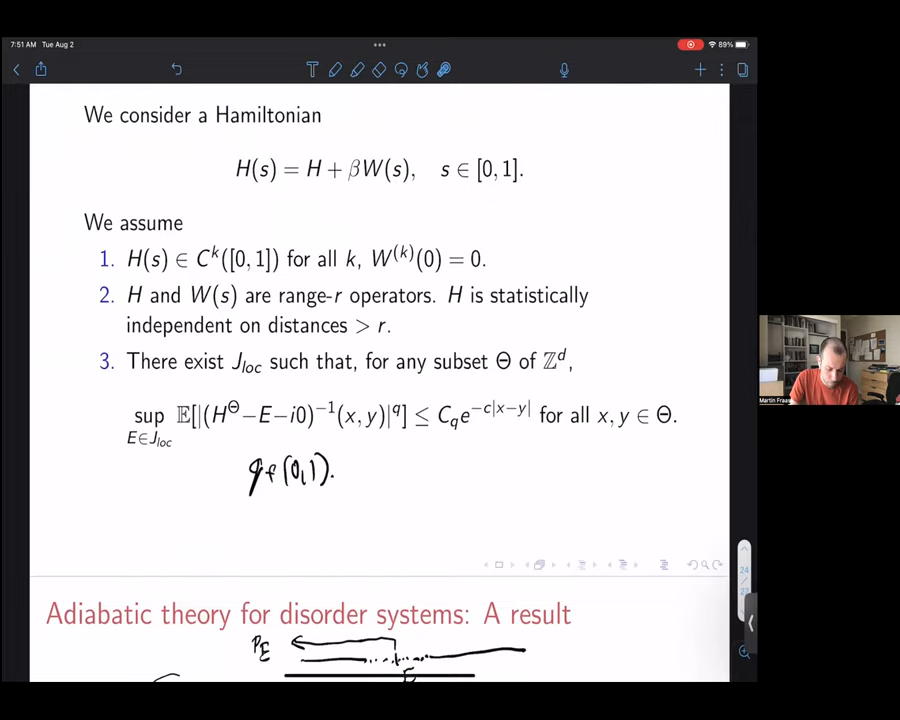 7:51 AM Tue Aug 2
89%
We consider a Hamiltonian
H(s) = H + βW(s), s ∈ [0, 1].
We assume
1. H(s) ∈ C^k([0, 1]) for all k, W^(k)(0) = 0.
2. H and W(s) are range-r operators. H is statistically
independent on distances > r.
3. There exist J_loc such that, for any subset Θ of ℤ^d,
sup_{E∈J_loc} 𝔼[|(H^Θ−E−i0)^−1(x, y)|^q] ≤ C_q e^−c|x−y| for all x, y ∈ Θ.
q ∈ (0,1).
24
Adiabatic theory for disorder systems: A result
P_E
E
Martin Fraas